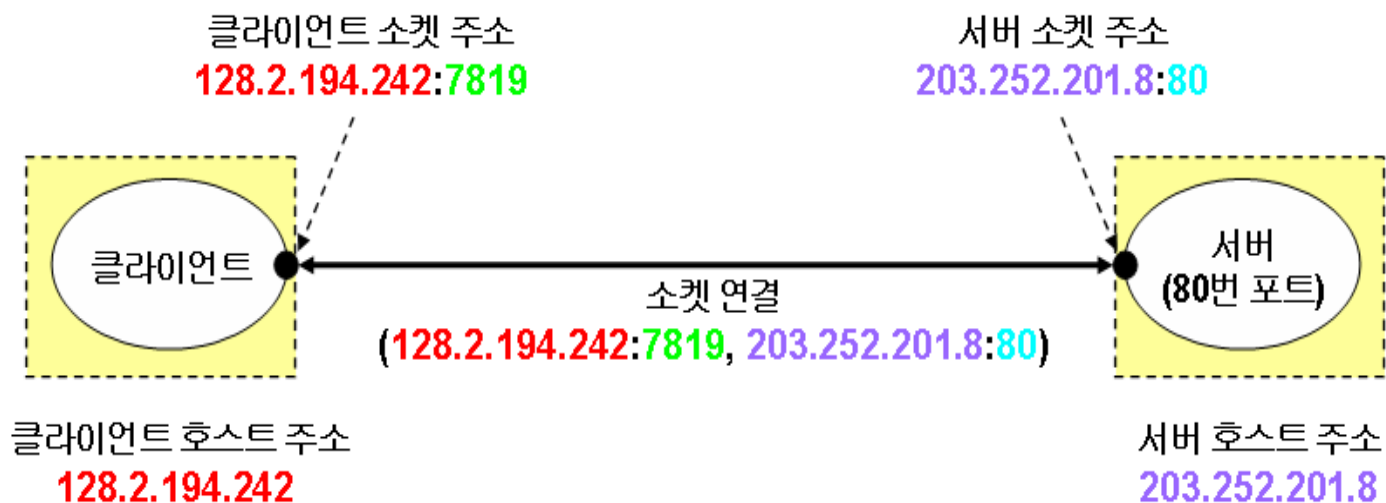 클라이언트 소켓 주소
128.2.194.242:7819
서버 소켓 주소
203.252.201.8:80
클라이언트
서버
(80번 포트)
소켓 연결
(128.2.194.242:7819, 203.252.201.8:80)
클라이언트 호스트 주소
128.2.194.242
서버 호스트 주소
203.252.201.8